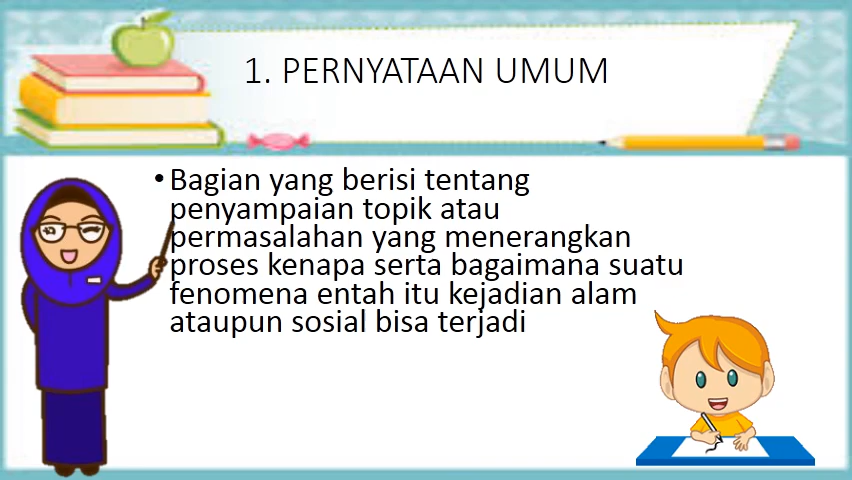 1. PERNYATAAN UMUM
• Bagian yang berisi tentang
penyampaian topik atau
permasalahan yang menerangkan
proses kenapa serta bagaimana suatu
fenomena entah itu kejadian alam
ataupun sosial bisa terjadi